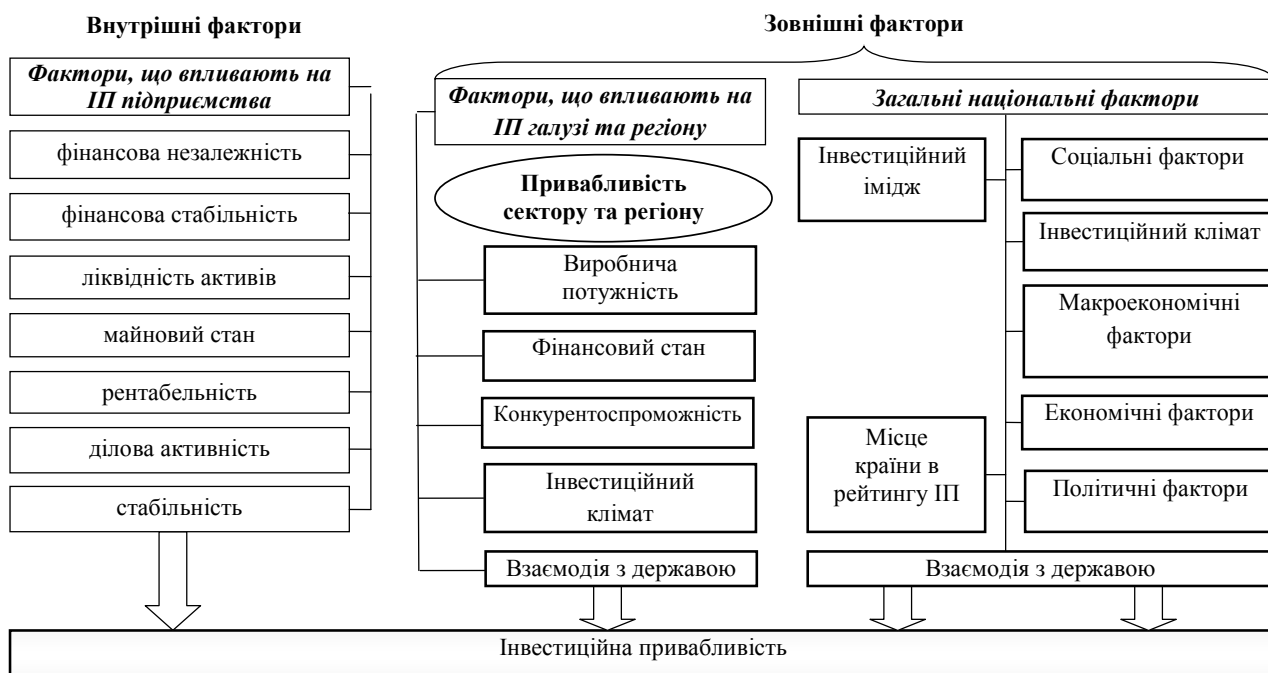 Внутрішні фактори
Зовнішні фактори
Фактори, що впливають на
ІП підприємства
фінансова незалежність
фінансова стабільність
ліквідність активів
майновий стан
рентабельність
ділова активність
стабільність
Фактори, що впливають на
ІП галузі та регіону
Привабливість
сектору та регіону
Виробнича
потужність
Фінансовий стан
Конкурентоспроможність
Інвестиційний
клімат
Взаємодія з державою
Загальні національні фактори
Інвестиційний
імідж
Місце
країни в
рейтингу ІП
Соціальні фактори
Інвестиційний клімат
Макроекономічні
фактори
Економічні фактори
Політичні фактори
Взаємодія з державою
Інвестиційна привабливість